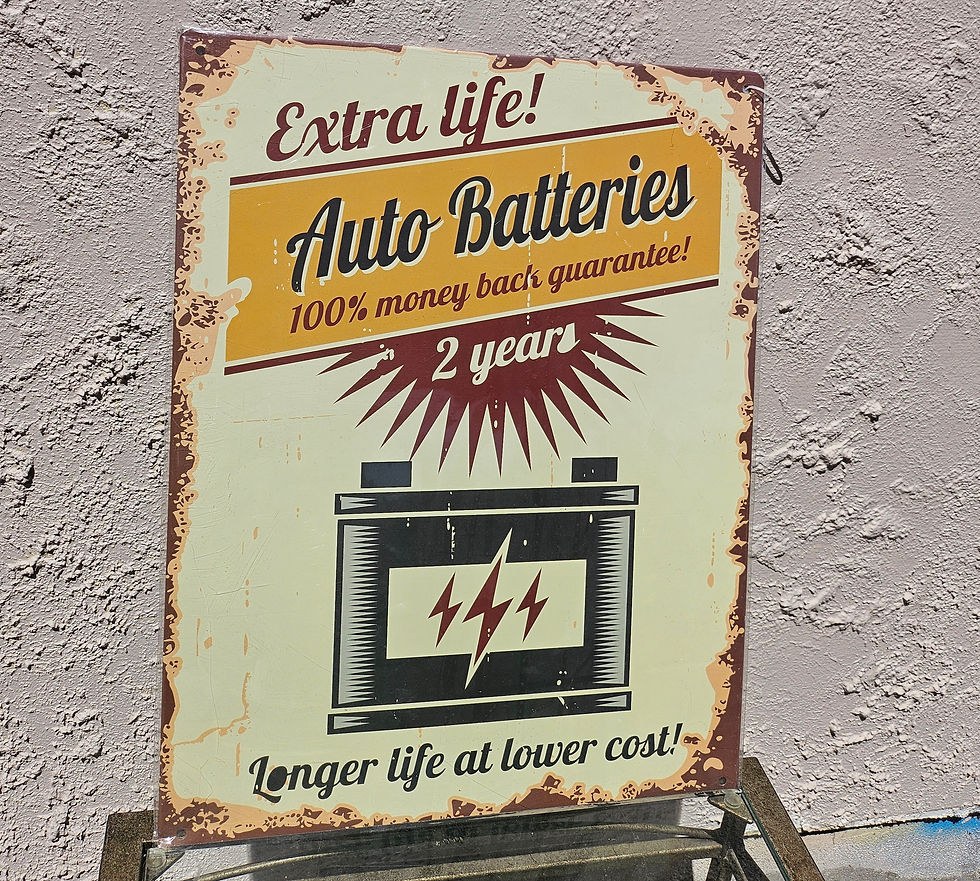 Extra life!
Auto Batteries
100% money back guarantee!
2 years
Longer life at lower cost!